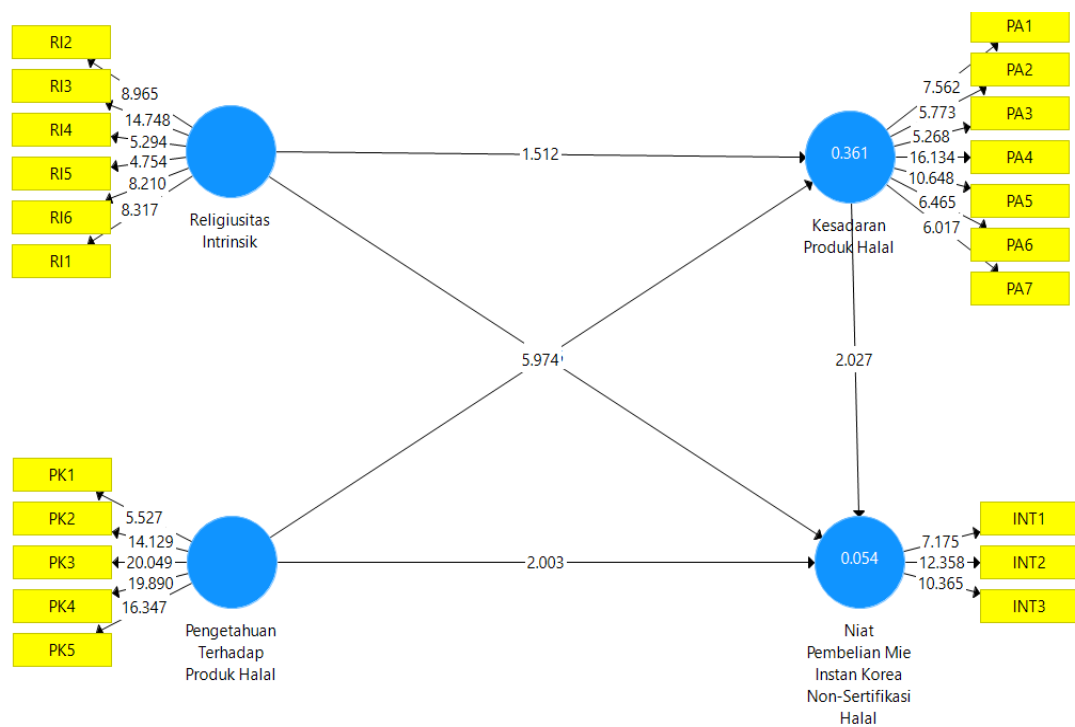 RI2
RI3
RI4
RI5
RI6
RI1
8.965
14.748
5.294
4.754
8.210
8.317
Religiusitas
Intrinsik
1.512
0.361
Kesadaran
Produk Halal
7.562
5.773
5.268
16.134
10.648
6.465
6.017
PA1
PA2
PA3
PA4
PA5
PA6
PA7
5.974
2.027
PK1
PK2
PK3
PK4
PK5
5.527
14.129
20.049
19.890
16.347
Pengetahuan
Terhadap
Produk Halal
2.003
0.054
Niat
Pembelian Mie
Instan Korea
Non-Sertifikasi
Halal
7.175
12.358
10.365
INT1
INT2
INT3